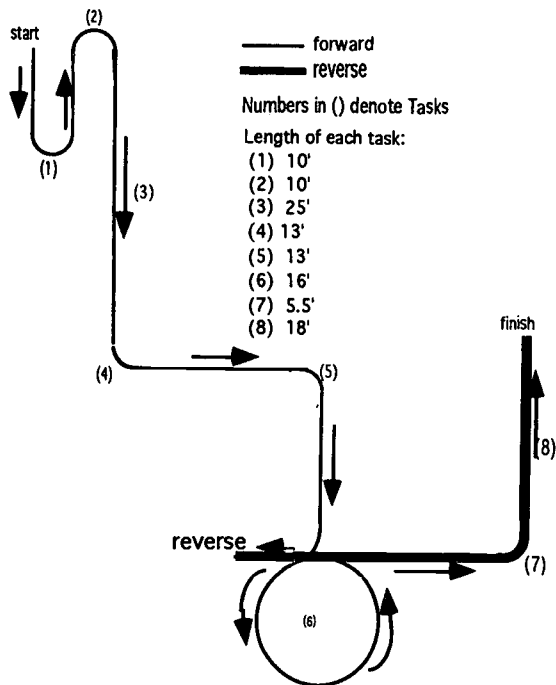 start
(2)
forward
reverse
Numbers in () denote Tasks
Length of each task:
(1) 10'
(2) 10'
(3) 25'
(4) 13'
(5) 13'
(6) 16'
(7) 5.5'
(8) 18'
(1)
(3)
finish
(4)
(5)
(8)
reverse
(7)
(6)